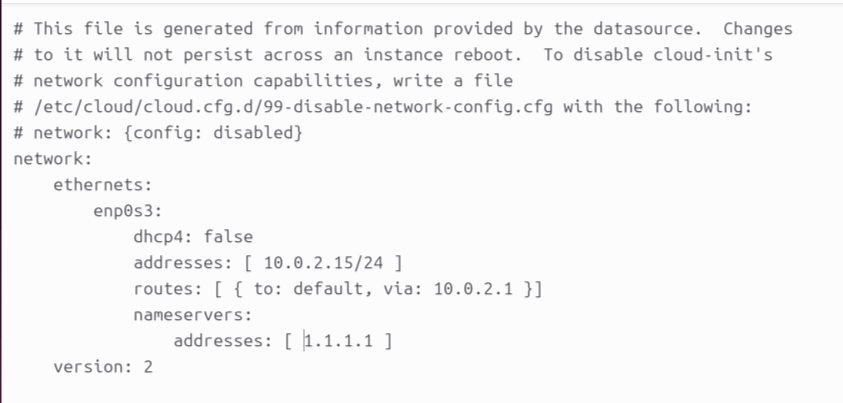 # This file is generated from information provided by the datasource.  Changes
# to it will not persist across an instance reboot.  To disable cloud-init's
# network configuration capabilities, write a file
# /etc/cloud/cloud.cfg.d/99-disable-network-config.cfg with the following:
# network: {config: disabled}
network:
    ethernets:
        enp0s3:
            dhcp4: false
            addresses: [ 10.0.2.15/24 ]
            routes: [ { to: default, via: 10.0.2.1 }]
            nameservers:
                addresses: [ 1.1.1.1 ]
    version: 2